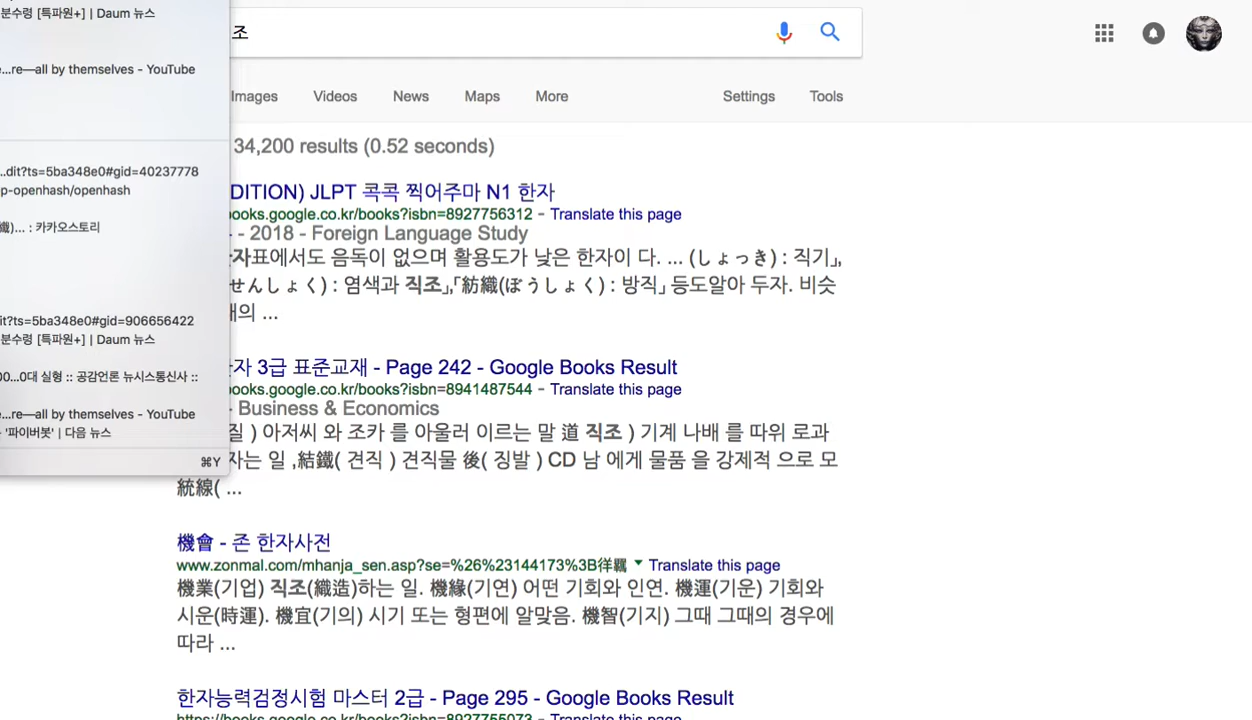 분수령 [특파원+] | Daum 뉴스
조
e...re—all by themselves - YouTube
Images Videos News Maps More Settings Tools
34,200 results (0.52 seconds)
...dit?ts=5ba348e0#gid=40237778
p-openhash/openhash
DITION) JLPT 콕콕 찍어주마 N1 한자
books.google.co.kr/books?isbn=8927756312 - Translate this page
織)... : 카카오스토리
- 2018 - Foreign Language Study
한자표에서도 음독이 없으며 활용도가 낮은 한자이 다. ... (しょっき) : 직기」,
せんしょく) : 염색과 직조」,「紡織(ぼうしょく) : 방직」 등도알아 두자. 비슷
개의 ...
dit?ts=5ba348e0#gid=906656422
분수령 [특파원+] | Daum 뉴스
자 3급 표준교재 - Page 242 - Google Books Result
00...0대 실형 :: 공감언론 뉴시스통신사 ::
books.google.co.kr/books?isbn=8941487544 - Translate this page
- Business & Economics
e...re—all by themselves - YouTube
'파이버봇' | 다음 뉴스
질 ) 아저씨 와 조카 를 아울러 이르는 말 道 직조 ) 기계 나배 를 따위 로과
⌘Y
자는 일 ,結鐵( 견직 ) 견직물 後( 징발 ) CD 남 에게 물품 을 강제적 으로 모
統線( ...
機會 - 존 한자사전
www.zonmal.com/mhanja_sen.asp?se=%26%23144173%3B徉羈 Translate this page
機業(기업) 직조(織造)하는 일. 機緣(기연) 어떤 기회와 인연. 機運(기운) 기회와
시운(時運). 機宜(기의) 시기 또는 형편에 알맞음. 機智(기지) 그때 그때의 경우에
따라 ...
한자능력검정시험 마스터 2급 - Page 295 - Google Books Result
https://books.google.co.kr/books?isbn=8927755073 - Translate this page